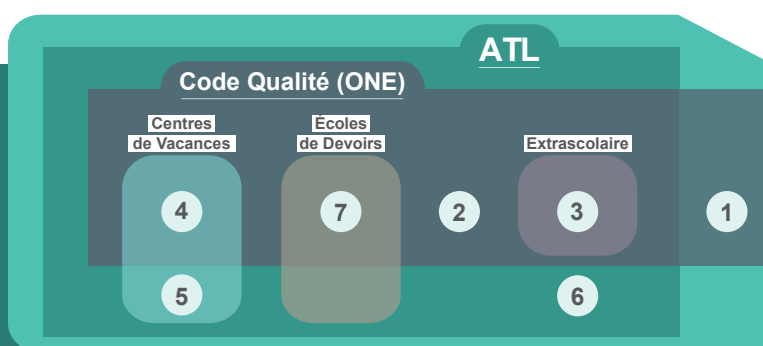 ATL
Code Qualité (ONE)
Centres
de Vacances
Écoles
de Devoirs
Extrascolaire
4
7
2
3
1
5
6